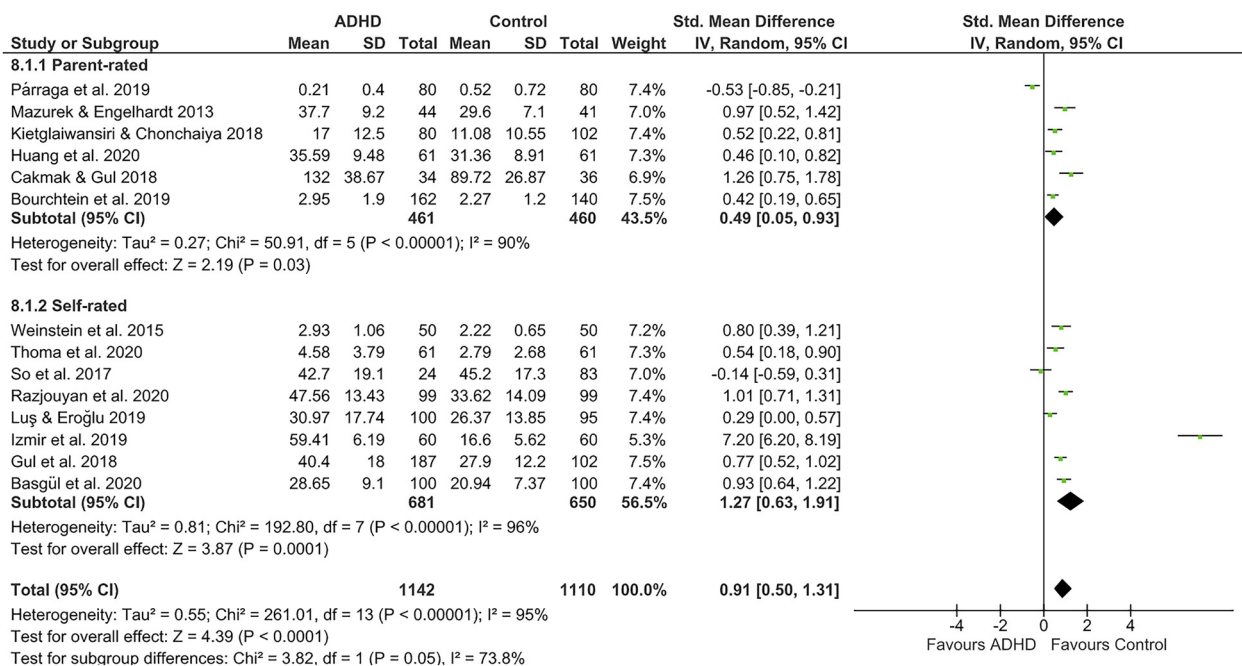 ADHD Control Std. Mean Difference Std. Mean Difference
Study or Subgroup Mean SD Total Mean SD Total Weight IV, Random, 95% CI IV, Random, 95% CI
8.1.1 Parent-rated
Párraga et al. 2019 0.21 0.4 80 0.52 0.72 80 7.4% -0.53 [-0.85, -0.21]
Mazurek & Engelhardt 2013 37.7 9.2 44 29.6 7.1 41 7.0% 0.97 [0.52, 1.42]
Kietglaiwansiri & Chonchaiya 2018 17 12.5 80 11.08 10.55 102 7.4% 0.52 [0.22, 0.81]
Huang et al. 2020 35.59 9.48 61 31.36 8.91 61 7.3% 0.46 [0.10, 0.82]
Cakmak & Gul 2018 132 38.67 34 89.72 26.87 36 6.9% 1.26 [0.75, 1.78]
Bourchtein et al. 2019 2.95 1.9 162 2.27 1.2 140 7.5% 0.42 [0.19, 0.65]
Subtotal (95% CI) 461 460 43.5% 0.49 [0.05, 0.93]
Heterogeneity: Tau² = 0.27; Chi² = 50.91, df = 5 (P < 0.00001); I² = 90%
Test for overall effect: Z = 2.19 (P = 0.03)
8.1.2 Self-rated
Weinstein et al. 2015 2.93 1.06 50 2.22 0.65 50 7.2% 0.80 [0.39, 1.21]
Thoma et al. 2020 4.58 3.79 61 2.79 2.68 61 7.3% 0.54 [0.18, 0.90]
So et al. 2017 42.7 19.1 24 45.2 17.3 83 7.0% -0.14 [-0.59, 0.31]
Razjouyan et al. 2020 47.56 13.43 99 33.62 14.09 99 7.4% 1.01 [0.71, 1.31]
Luş & Eroğlu 2019 30.97 17.74 100 26.37 13.85 95 7.4% 0.29 [0.00, 0.57]
Izmir et al. 2019 59.41 6.19 60 16.6 5.62 60 5.3% 7.20 [6.20, 8.19]
Gul et al. 2018 40.4 18 187 27.9 12.2 102 7.5% 0.77 [0.52, 1.02]
Basgül et al. 2020 28.65 9.1 100 20.94 7.37 100 7.4% 0.93 [0.64, 1.22]
Subtotal (95% CI) 681 650 56.5% 1.27 [0.63, 1.91]
Heterogeneity: Tau² = 0.81; Chi² = 192.80, df = 7 (P < 0.00001); I² = 96%
Test for overall effect: Z = 3.87 (P = 0.0001)
Total (95% CI) 1142 1110 100.0% 0.91 [0.50, 1.31]
Heterogeneity: Tau² = 0.55; Chi² = 261.01, df = 13 (P < 0.00001); I² = 95%
Test for overall effect: Z = 4.39 (P < 0.0001)
Test for subgroup differences: Chi² = 3.82, df = 1 (P = 0.05), I² = 73.8%
-4 -2 0 2 4
Favours ADHD Favours Control